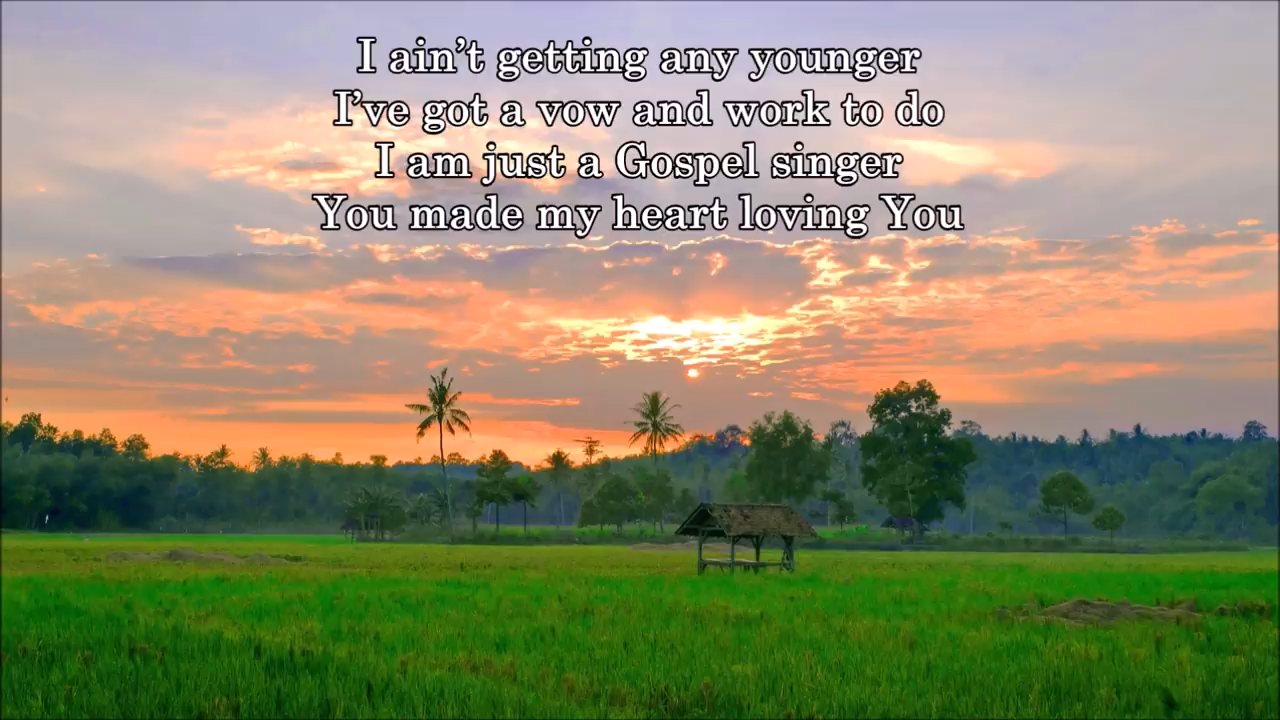 I ain't getting any younger
I've got a vow and work to do
I am just a Gospel singer
You made my heart loving You